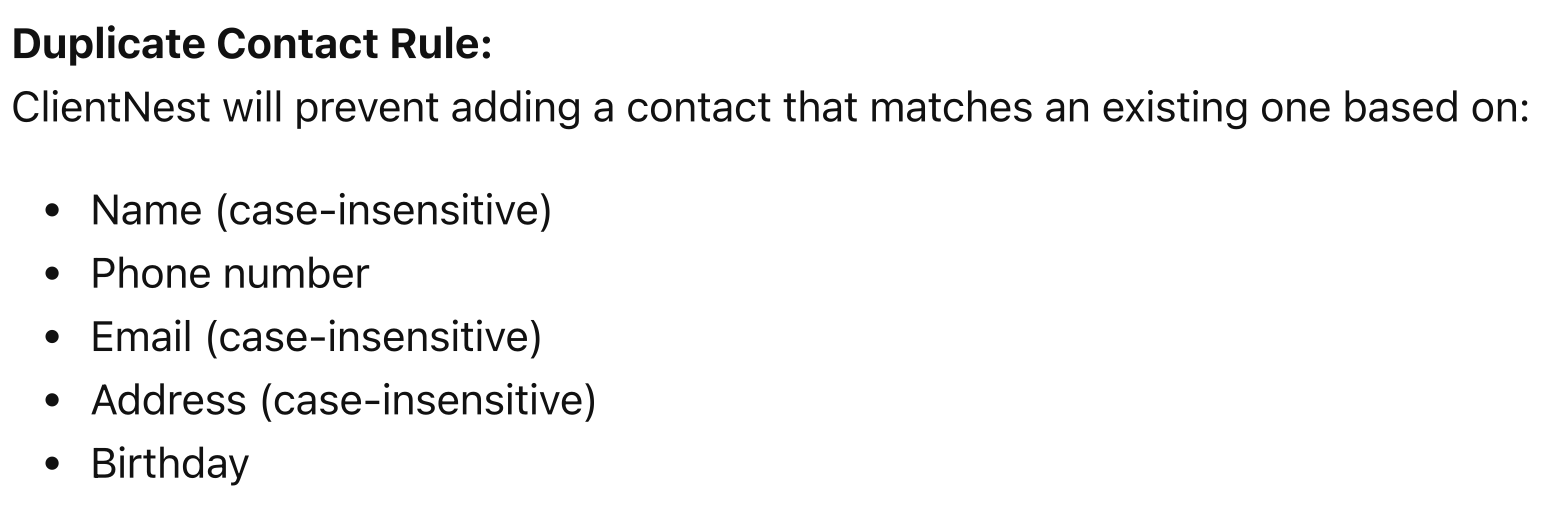 Duplicate Contact Rule:
ClientNest will prevent adding a contact that matches an existing one based on:
• Name (case-insensitive)
• Phone number
• Email (case-insensitive)
• Address (case-insensitive)
• Birthday